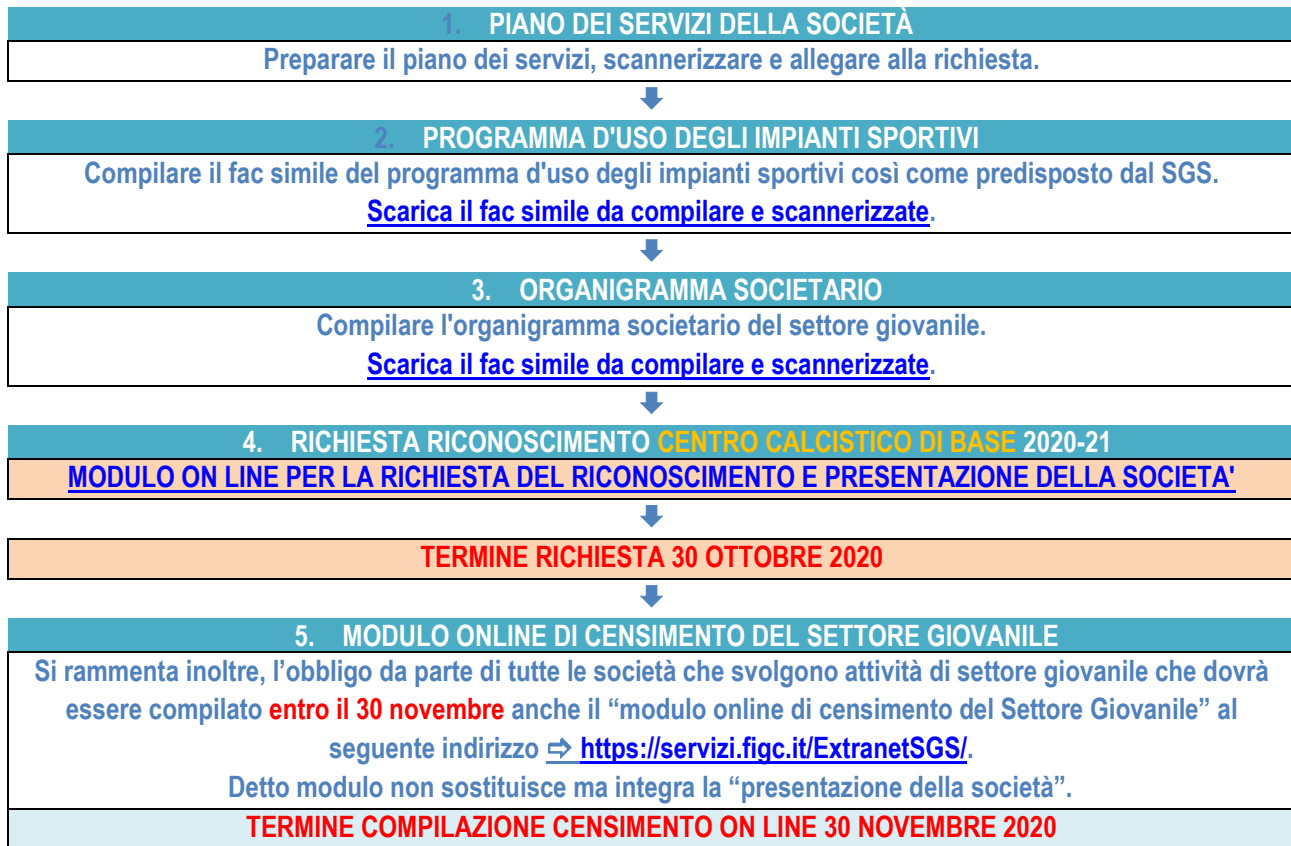 1. PIANO DEI SERVIZI DELLA SOCIETÀ
Preparare il piano dei servizi, scannerizzare e allegare alla richiesta.
2. PROGRAMMA D'USO DEGLI IMPIANTI SPORTIVI
Compilare il fac simile del programma d'uso degli impianti sportivi così come predisposto dal SGS.
Scarica il fac simile da compilare e scannerizzate.
3. ORGANIGRAMMA SOCIETARIO
Compilare l'organigramma societario del settore giovanile.
Scarica il fac simile da compilare e scannerizzate.
4. RICHIESTA RICONOSCIMENTO CENTRO CALCISTICO DI BASE 2020-21
MODULO ON LINE PER LA RICHIESTA DEL RICONOSCIMENTO E PRESENTAZIONE DELLA SOCIETA'
TERMINE RICHIESTA 30 OTTOBRE 2020
5. MODULO ONLINE DI CENSIMENTO DEL SETTORE GIOVANILE
Si rammenta inoltre, l’obbligo da parte di tutte le società che svolgono attività di settore giovanile che dovrà
essere compilato entro il 30 novembre anche il “modulo online di censimento del Settore Giovanile” al
seguente indirizzo ⇨ https://servizi.figc.it/ExtranetSGS/.
Detto modulo non sostituisce ma integra la “presentazione della società”.
TERMINE COMPILAZIONE CENSIMENTO ON LINE 30 NOVEMBRE 2020